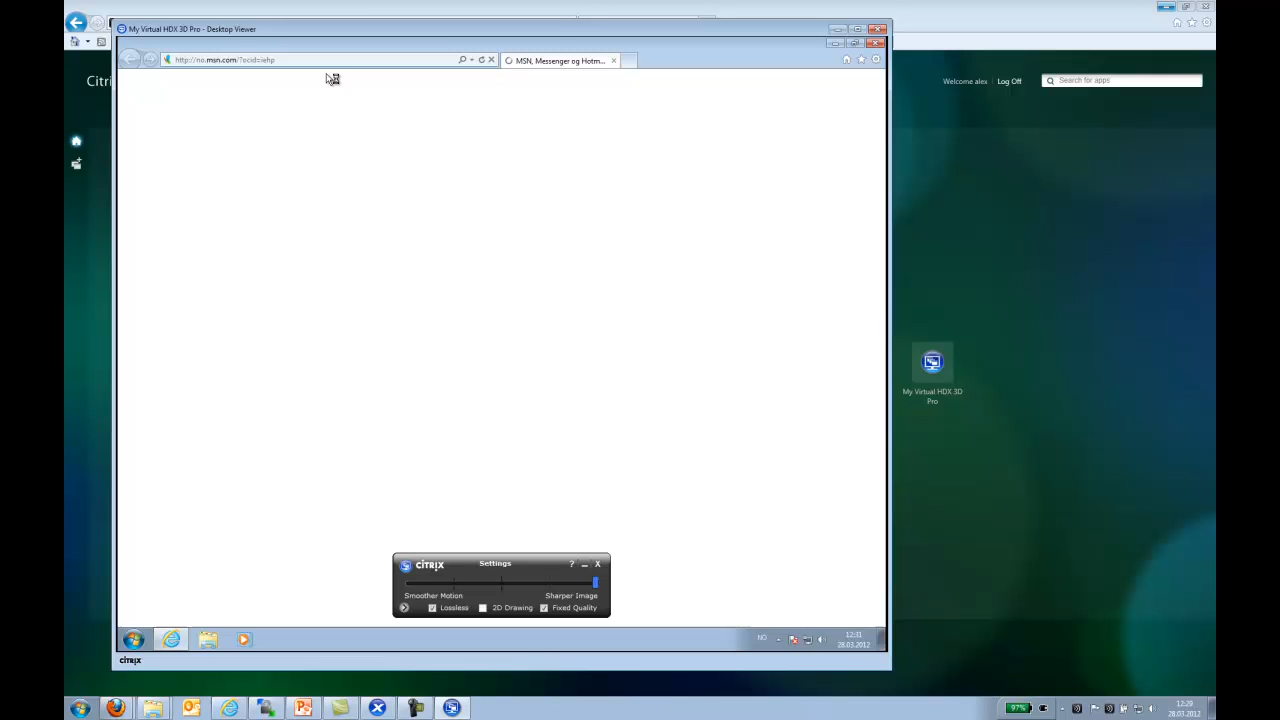 My Virtual HDX 3D Pro - Desktop Viewer
http://no.msn.com/?ocid=iehp
MSN, Messenger og Hotm...
Citri
Welcome alex
Log Off
Search for apps
My Virtual HDX 3D
Pro
CITRIX
Settings
? _ X
Smoother Motion
Sharper Image
Lossless
2D Drawing
Fixed Quality
NO
12:31
28.03.2012
CITRIX
97%
12:29
28.03.2012